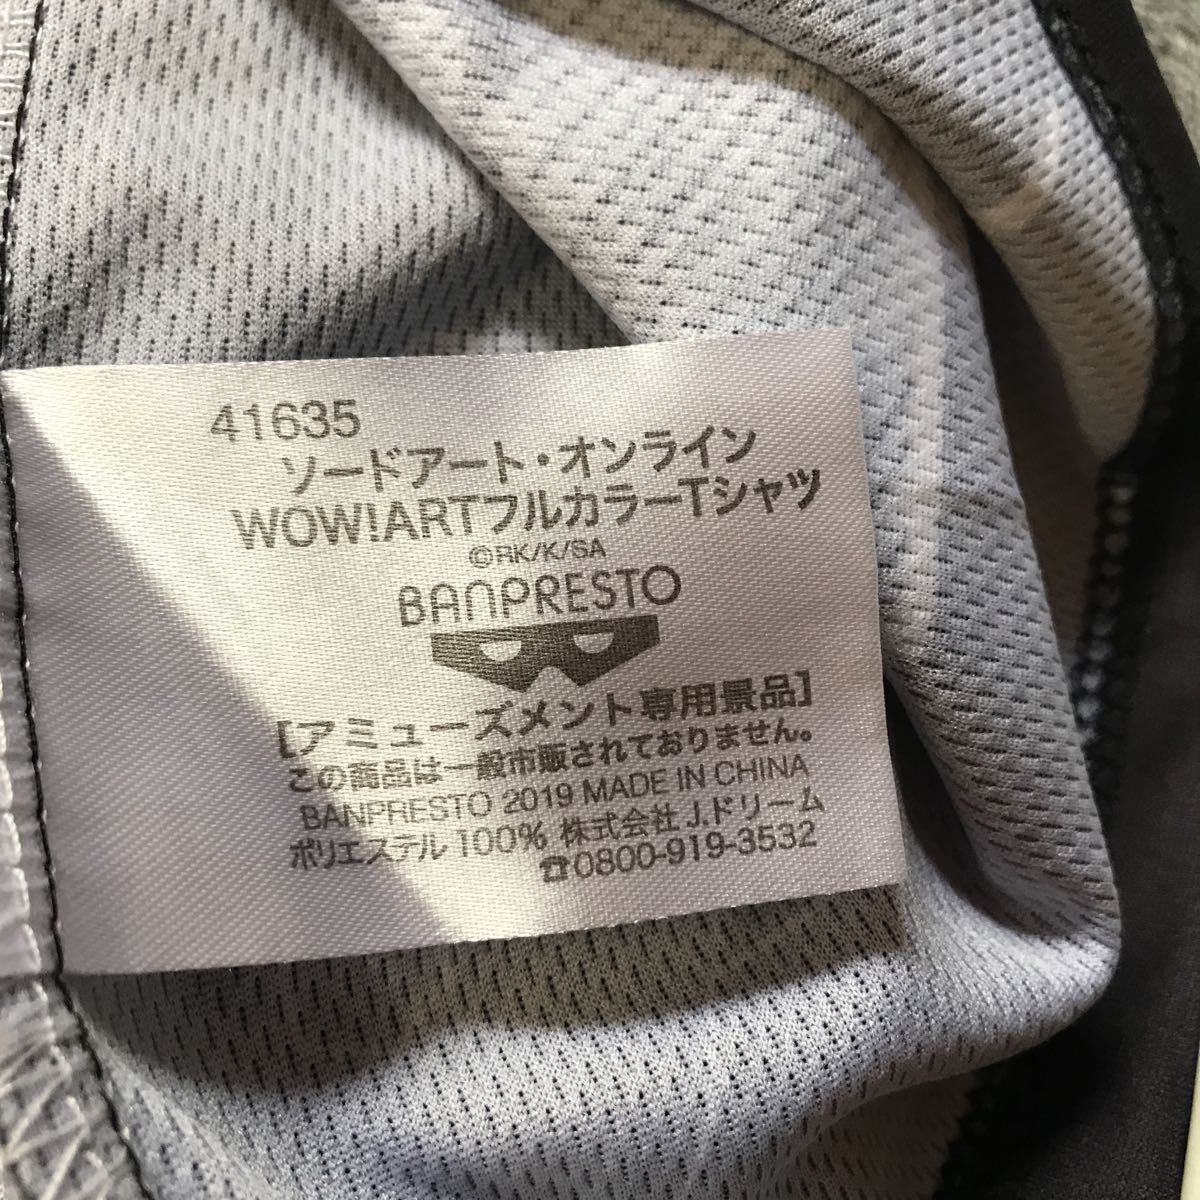 41635
ソードアート・オンライン
WOW!ARTフルカラーTシャツ
©RK/K/SA
BANPRESTO
[アミューズメント専用景品]
この商品は一般市販されておりません。
BANPRESTO 2019 MADE IN CHINA
ポリエステル 100% 株式会社 J.ドリーム
☎0800-919-3532